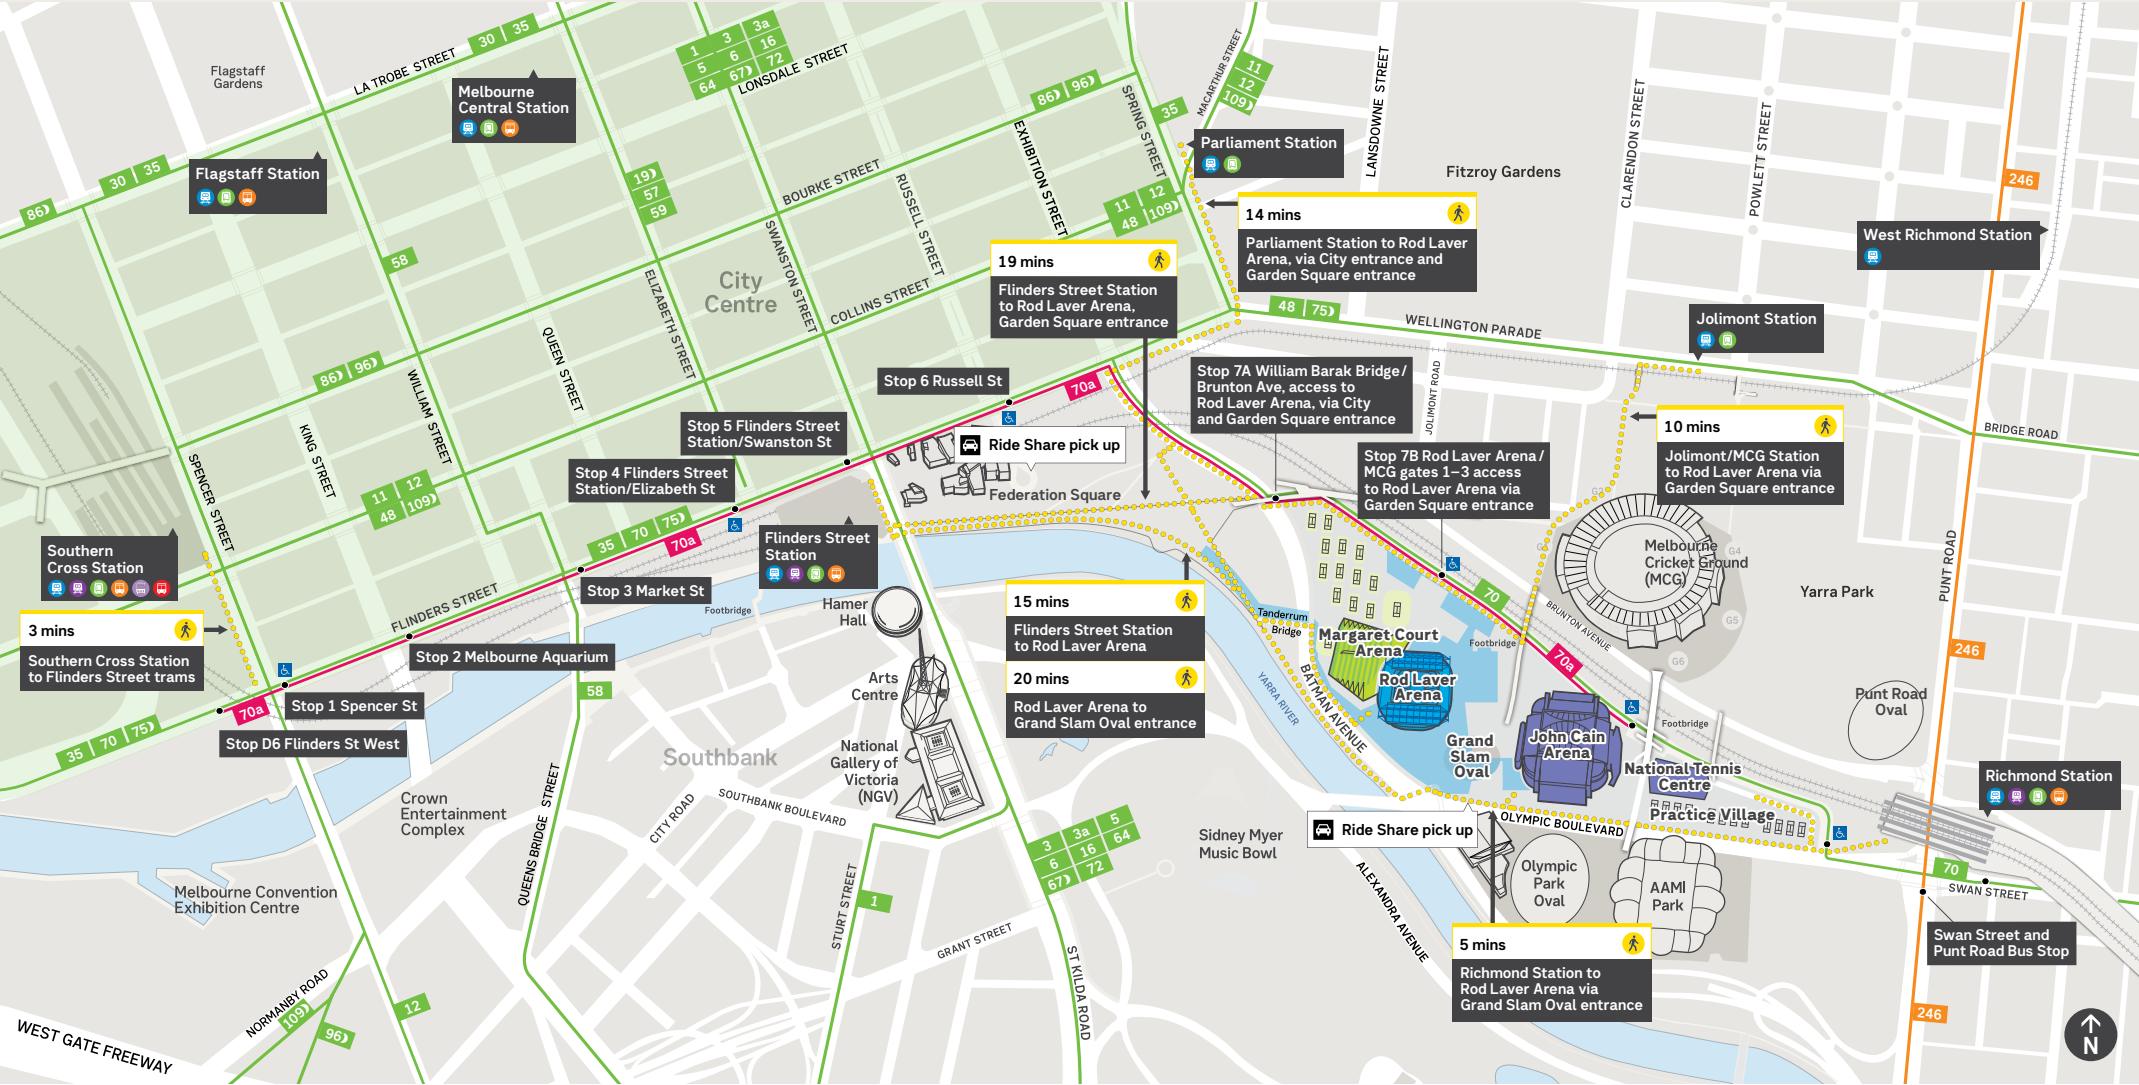 Flagstaff
Gardens
LA TROBE STREET
30 35
Melbourne
Central Station
1 3 3a
5 6 16
64 67 72
LONSDALE STREET
86 96
SPRING STREET
35
MACARTHUR STREET
11
12
109
LANSDOWNE STREET
Parliament Station
Fitzroy Gardens
CLARENDON STREET
POWLETT STREET
246
West Richmond Station
Flagstaff Station
30 35
86
58
19
57
59
BOURKE STREET
RUSSELL STREET
EXHIBITION STREET
11 12
48 109
14 mins
Parliament Station to Rod Laver
Arena, via City entrance and
Garden Square entrance
19 mins
Flinders Street Station
to Rod Laver Arena,
Garden Square entrance
City
Centre
SWANSTON STREET
ELIZABETH STREET
COLLINS STREET
QUEEN STREET
WILLIAM STREET
KING STREET
SPENCER STREET
86 96
48 75
WELLINGTON PARADE
Jolimont Station
JOLIMONT ROAD
BRIDGE ROAD
Stop 6 Russell St
70a
Stop 7A William Barak Bridge/
Brunton Ave, access to
Rod Laver Arena, via City
and Garden Square entrance
Stop 5 Flinders Street
Station/Swanston St
Ride Share pick up
Stop 4 Flinders Street
Station/Elizabeth St
Federation Square
Stop 7B Rod Laver Arena/
MCG gates 1–3 access
to Rod Laver Arena via
Garden Square entrance
10 mins
Jolimont/MCG Station
to Rod Laver Arena via
Garden Square entrance
11 12
48 109
35 70 75
70a
Flinders Street
Station
Southern
Cross Station
3 mins
Southern Cross Station
to Flinders Street trams
Stop 3 Market St
FLINDERS STREET
Footbridge
Hamer
Hall
Stop 2 Melbourne Aquarium
58
Stop 1 Spencer St
70a
Stop D6 Flinders St West
35 70 75
15 mins
Flinders Street Station
to Rod Laver Arena
20 mins
Rod Laver Arena to
Grand Slam Oval entrance
Tanderrum
Bridge
Margaret Court
Arena
Rod Laver
Arena
70
Footbridge
BRUNTON AVENUE
70a
G2
G4
G5
G6
Melbourne
Cricket Ground
(MCG)
Yarra Park
PUNT ROAD
246
Punt Road
Oval
Arts
Centre
National
Gallery of
Victoria
(NGV)
YARRA RIVER
BATMAN AVENUE
Grand
Slam
Oval
John Cain
Arena
Footbridge
National Tennis
Centre
Practice Village
Richmond Station
Southbank
SOUTHBANK BOULEVARD
CITY ROAD
QUEENS BRIDGE STREET
Crown
Entertainment
Complex
Melbourne Convention
Exhibition Centre
3 3a 5
6 16 64
67 72
Sidney Myer
Music Bowl
Ride Share pick up
OLYMPIC BOULEVARD
Olympic
Park
Oval
AAMI
Park
70
SWAN STREET
Swan Street and
Punt Road Bus Stop
ALEXANDRA AVENUE
5 mins
Richmond Station to
Rod Laver Arena via
Grand Slam Oval entrance
STURT STREET
1
GRANT STREET
ST KILDA ROAD
NORMANBY ROAD
109
96
12
WEST GATE FREEWAY
246
N